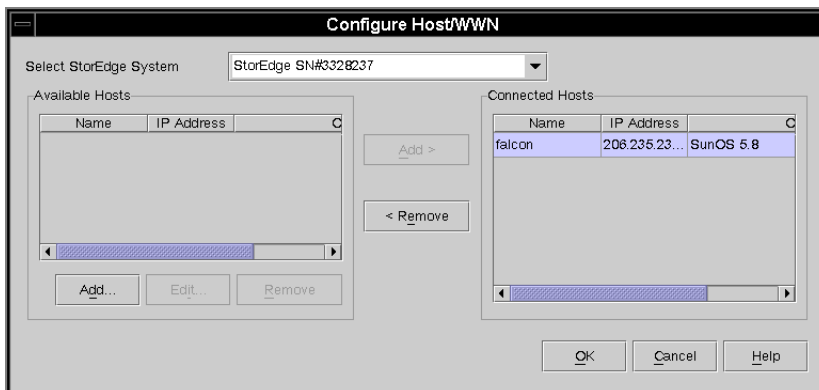 Configure Host/WWN
Select StorEdge System
StorEdge SN#3328237
Available Hosts
Name IP Address C
Add >
< Remove
Add... Edit... Remove
Connected Hosts
Name IP Address C
falcon 206.235.23... SunOS 5.8
OK Cancel Help